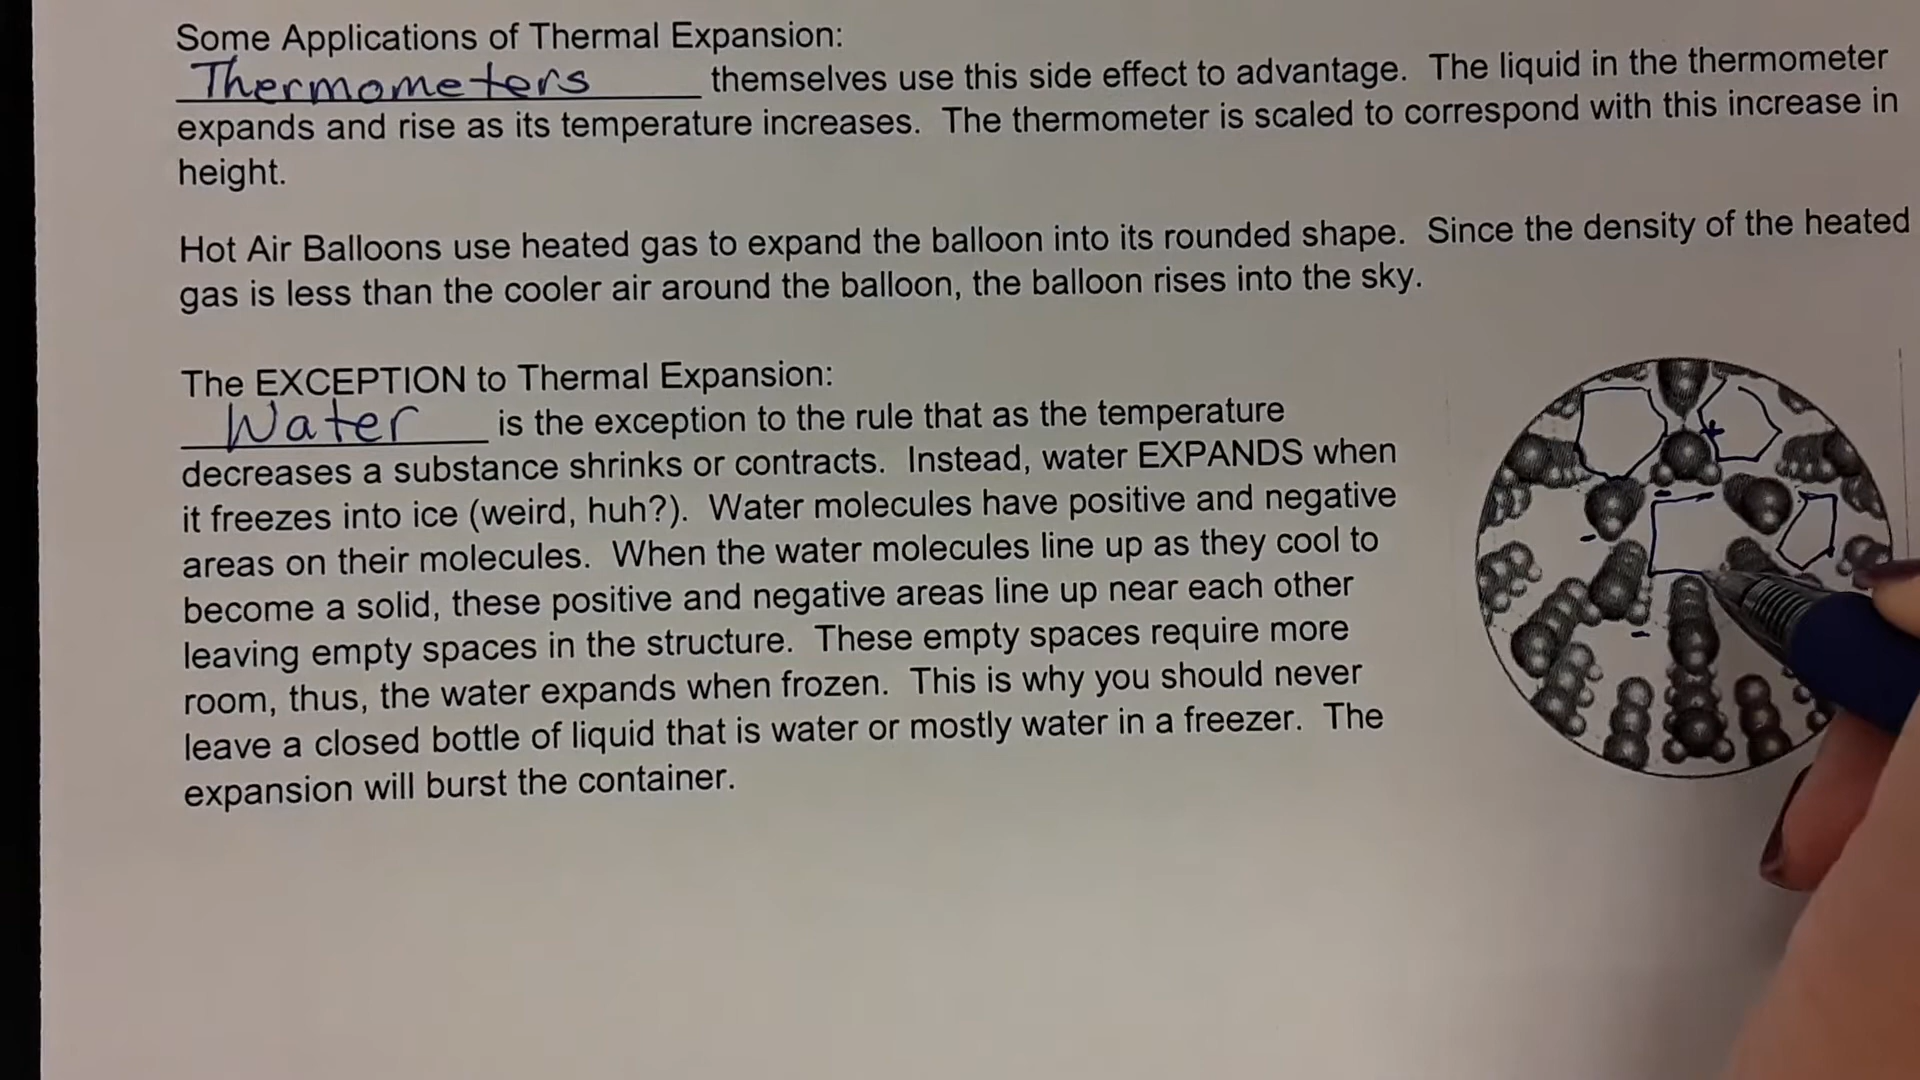 Some Applications of Thermal Expansion:
Thermometers themselves use this side effect to advantage. The liquid in the thermometer
expands and rise as its temperature increases. The thermometer is scaled to correspond with this increase in
height.
Hot Air Balloons use heated gas to expand the balloon into its rounded shape. Since the density of the heated
gas is less than the cooler air around the balloon, the balloon rises into the sky.
The EXCEPTION to Thermal Expansion:
Water is the exception to the rule that as the temperature
decreases a substance shrinks or contracts. Instead, water EXPANDS when
it freezes into ice (weird, huh?). Water molecules have positive and negative
areas on their molecules. When the water molecules line up as they cool to
become a solid, these positive and negative areas line up near each other
leaving empty spaces in the structure. These empty spaces require more
room, thus, the water expands when frozen. This is why you should never
leave a closed bottle of liquid that is water or mostly water in a freezer. The
expansion will burst the container.